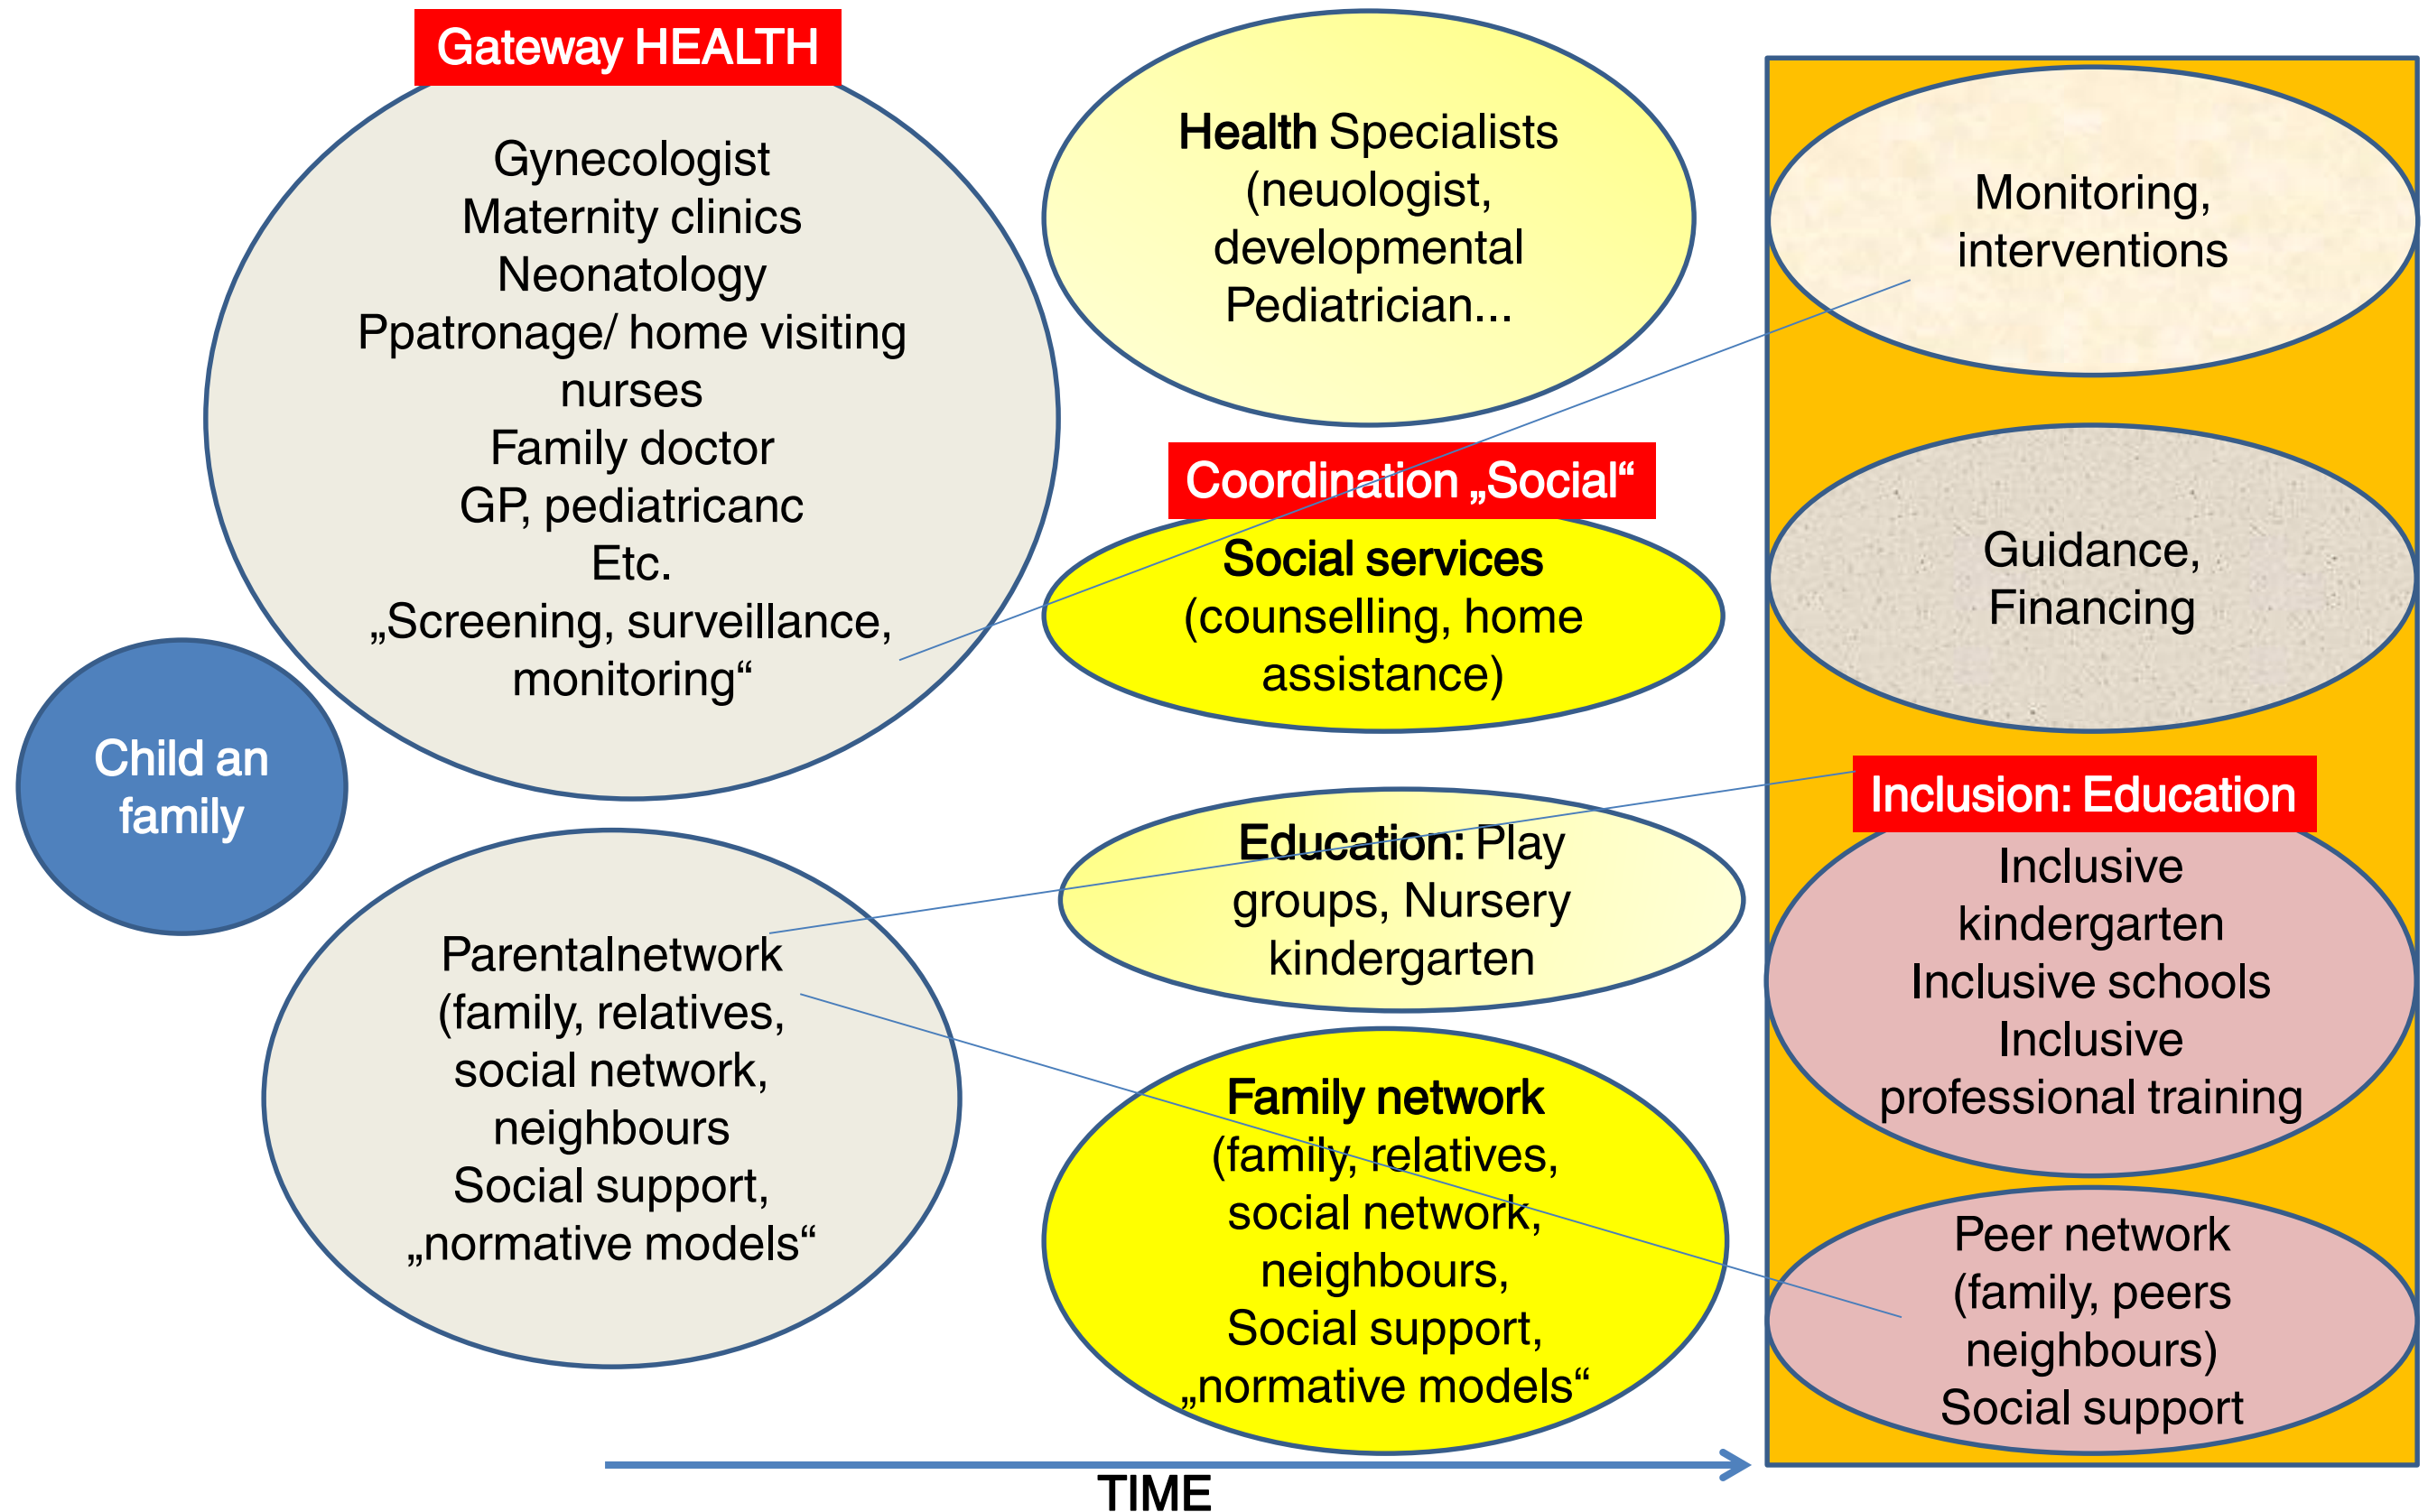 Gateway HEALTH
Gynecologist
Maternity clinics
Neonatology
Ppatronage/ home visiting
nurses
Family doctor
GP, pediatricanc
Etc.
„Screening, surveillance,
monitoring“
Child an
family
Parentalnetwork
(family, relatives,
social network,
neighbours
Social support,
„normative models“
Health Specialists
(neuologist,
developmental
Pediatrician...
Coordination „Social“
Social services
(counselling, home
assistance)
Education: Play
groups, Nursery
kindergarten
Family network
(family, relatives,
social network,
neighbours,
Social support,
„normative models“
Monitoring,
interventions
Guidance,
Financing
Inclusion: Education
Inclusive
kindergarten
Inclusive schools
Inclusive
professional training
Peer network
(family, peers
neighbours)
Social support
TIME